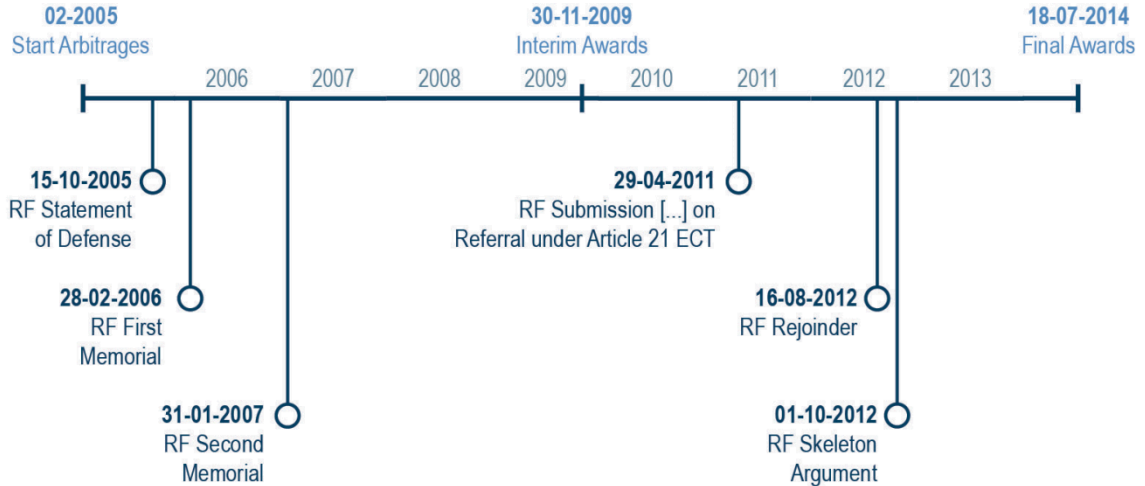 02-2005
Start Arbitrages
30-11-2009
Interim Awards
18-07-2014
Final Awards
2006
2007
2008
2009
2010
2011
2012
2013
15-10-2005
RF Statement
of Defense
29-04-2011
RF Submission [...] on
Referral under Article 21 ECT
28-02-2006
RF First
Memorial
16-08-2012
RF Rejoinder
31-01-2007
RF Second
Memorial
01-10-2012
RF Skeleton
Argument